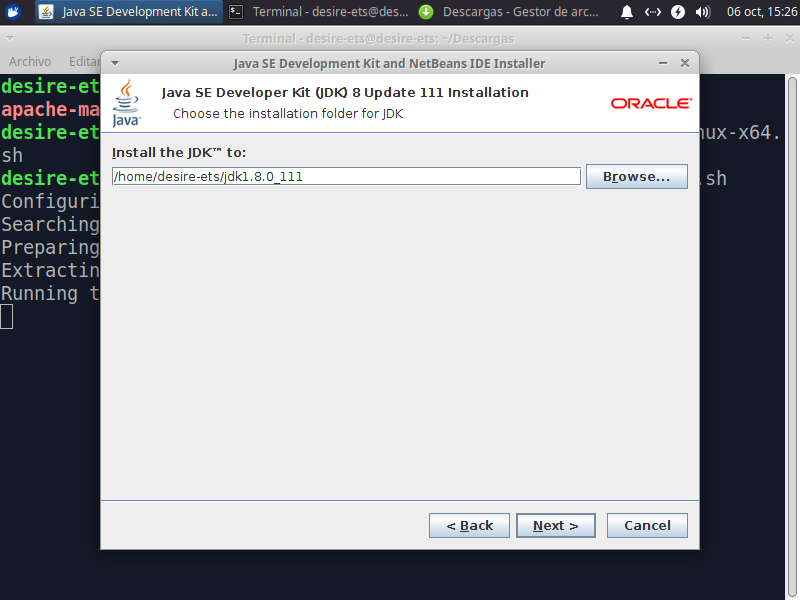 Java SE Development Kit a...
Terminal - desire-ets@des...
Descargas - Gestor de arc...
06 oct, 15:26
Terminal - desire-ets@desire-ets: ~/Descargas
Archivo
Editar
Java SE Development Kit and NetBeans IDE Installer
Java
Java SE Developer Kit (JDK) 8 Update 111 Installation
Choose the installation folder for JDK
ORACLE
Install the JDK™ to:
/home/desire-ets/jdk1.8.0_111
Browse...
< Back
Next >
Cancel
desire-et
apache-ma
desire-et
nux-x64.
sh
desire-et
.sh
Configuri
Searching
Preparing
Extractin
Running t